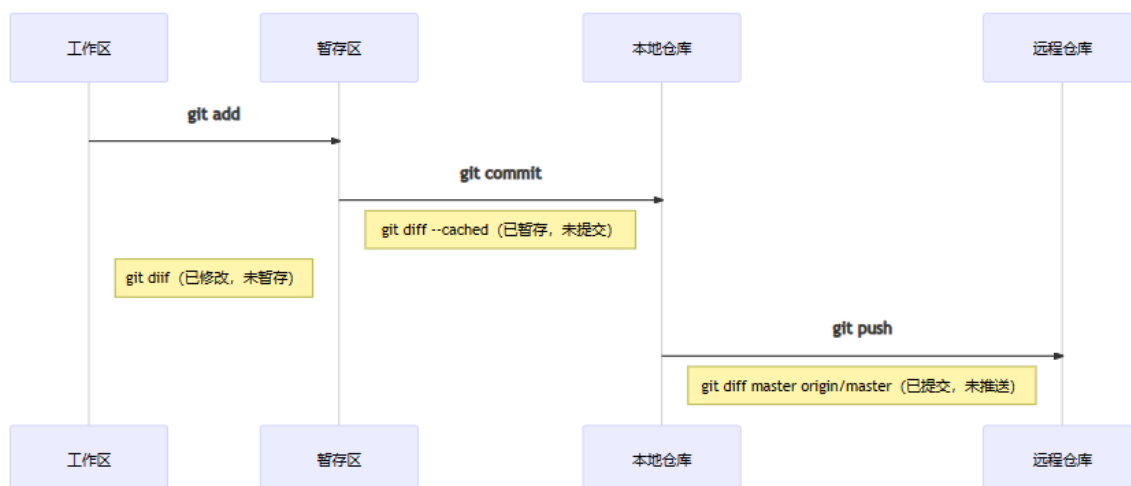 工作区
暂存区
本地仓库
远程仓库
git add
git commit
git diff --cached（已暂存，未提交）
git diif（已修改，未暂存）
git push
git diff master origin/master（已提交，未推送）
工作区
暂存区
本地仓库
远程仓库